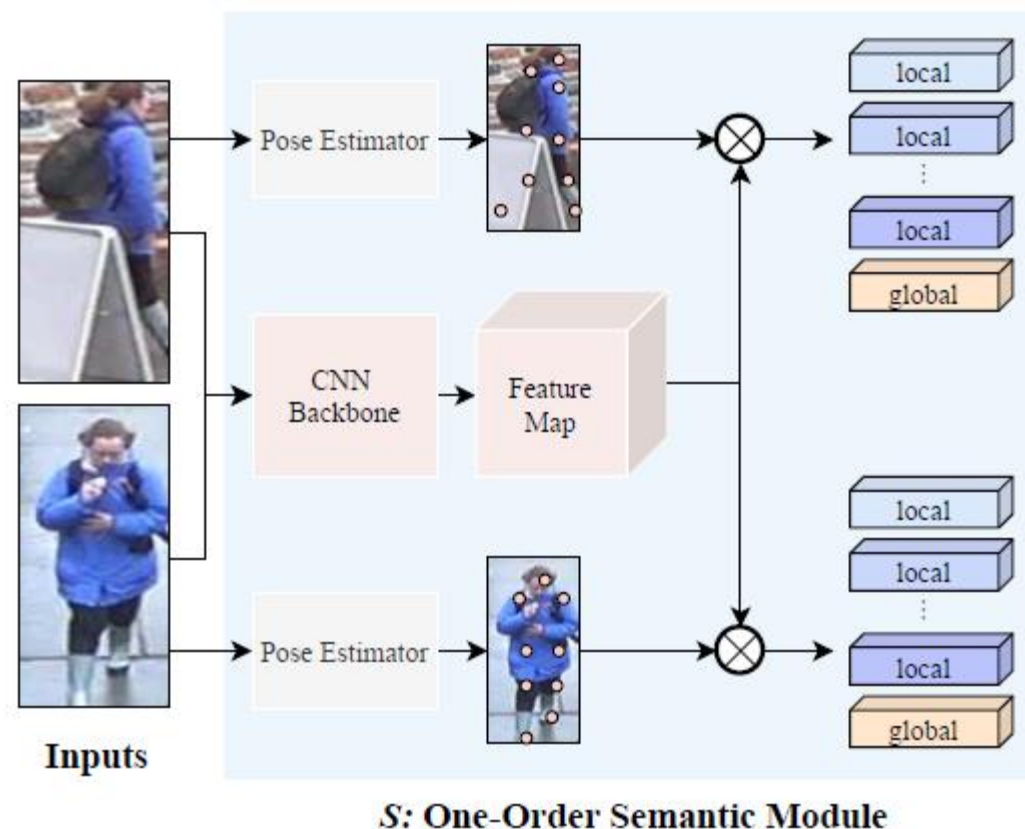 local
Pose Estimator
local
⋮
local
global
CNN
Backbone
Feature
Map
local
local
⋮
Pose Estimator
local
global
Inputs
S: One-Order Semantic Module